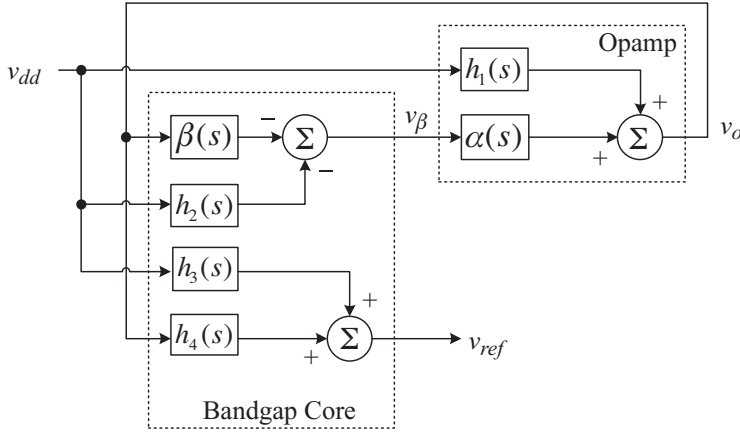 Opamp
v_dd
h_1(s)
+
β(s)
−
Σ
v_β
α(s)
+
Σ
v_o
−
h_2(s)
h_3(s)
+
h_4(s)
+
Σ
v_ref
Bandgap Core